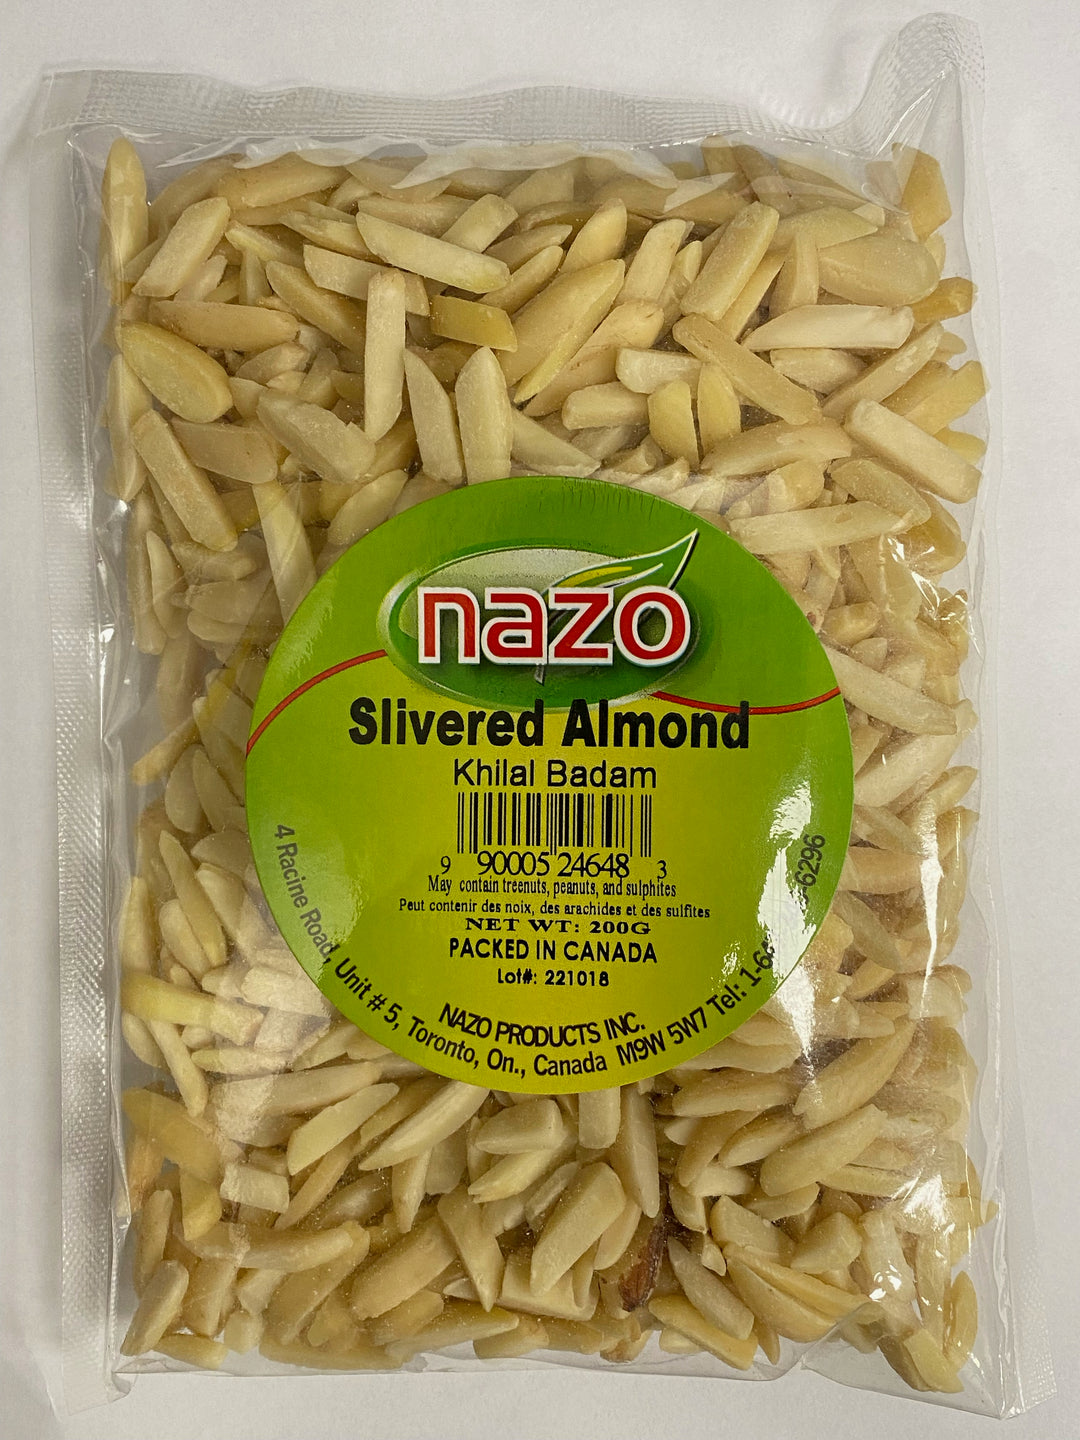 nazo
Slivered Almond
Khilal Badam
9 90005 24648 3
May contain treenuts, peanuts, and sulphites
Peut contenir des noix, des arachides et des sulfites
NET WT: 200G
PACKED IN CANADA
Lot#: 221018
NAZO PRODUCTS INC.
4 Racine Road, Unit # 5, Toronto, On., Canada M9W 5W7 Tel: